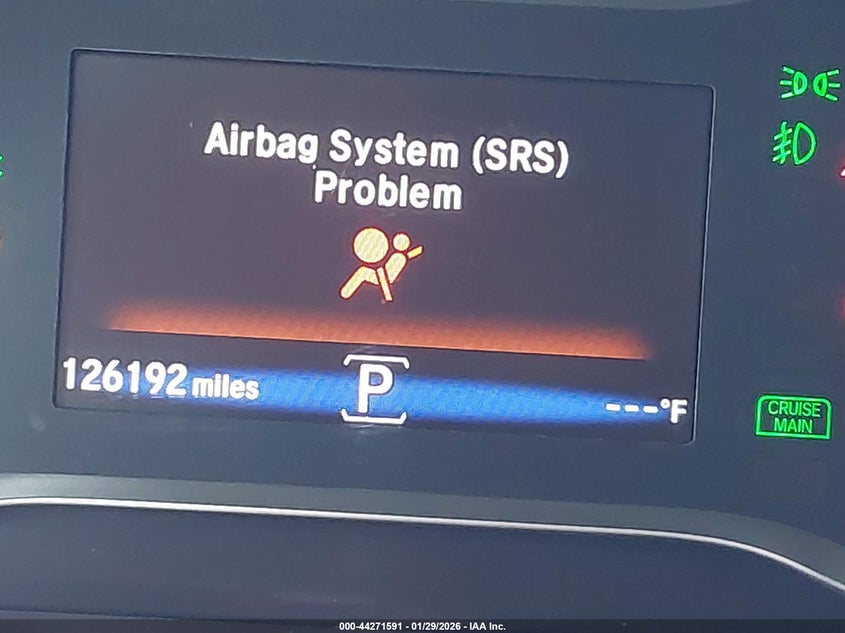 Airbag System (SRS)
Problem
126192 miles
P
---°F
CRUISE
MAIN
000-44271591 - 01/29/2026 - IAA Inc.